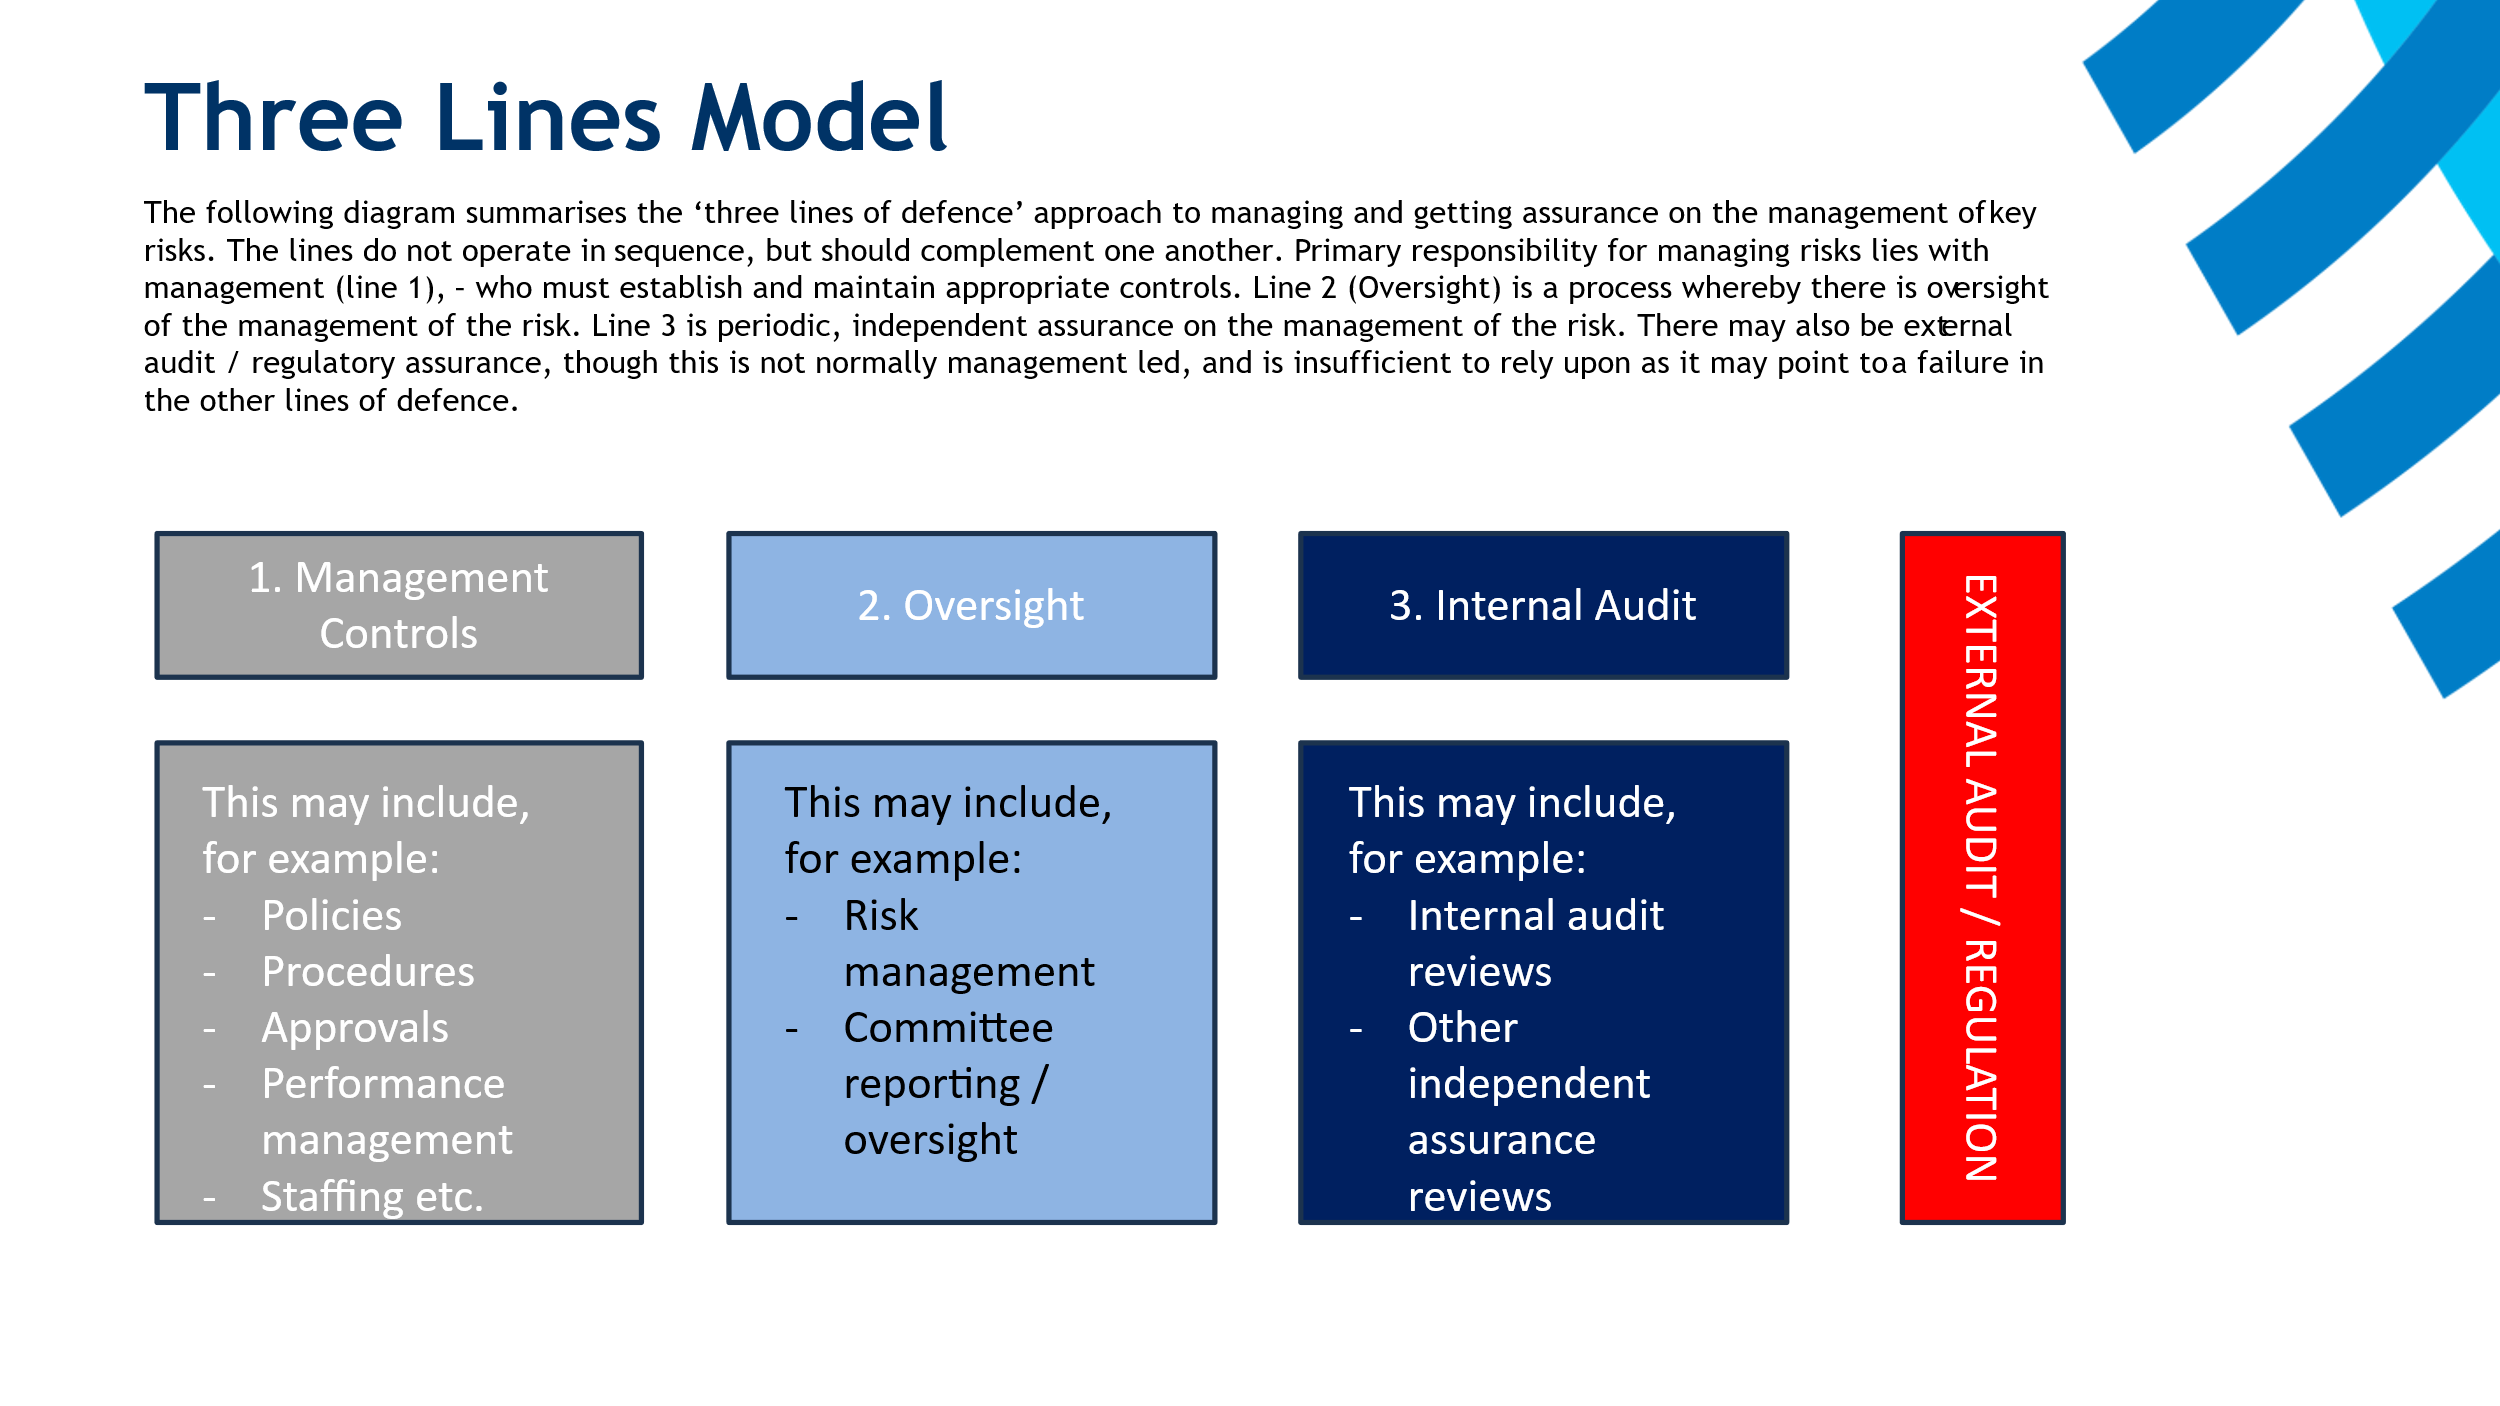 Three Lines Model
The following diagram summarises the ‘three lines of defence’ approach to managing and getting assurance on the management of key
risks. The lines do not operate in sequence, but should complement one another. Primary responsibility for managing risks lies with
management (line 1), – who must establish and maintain appropriate controls. Line 2 (Oversight) is a process whereby there is oversight
of the management of the risk. Line 3 is periodic, independent assurance on the management of the risk. There may also be external
audit / regulatory assurance, though this is not normally management led, and is insufficient to rely upon as it may point to a failure in
the other lines of defence.
1. Management
Controls
This may include,
for example:
- Policies
- Procedures
- Approvals
- Performance
management
- Staffing etc.
2. Oversight
This may include,
for example:
- Risk
management
- Committee
reporting /
oversight
3. Internal Audit
This may include,
for example:
- Internal audit
reviews
- Other
independent
assurance
reviews
EXTERNAL AUDIT / REGULATION